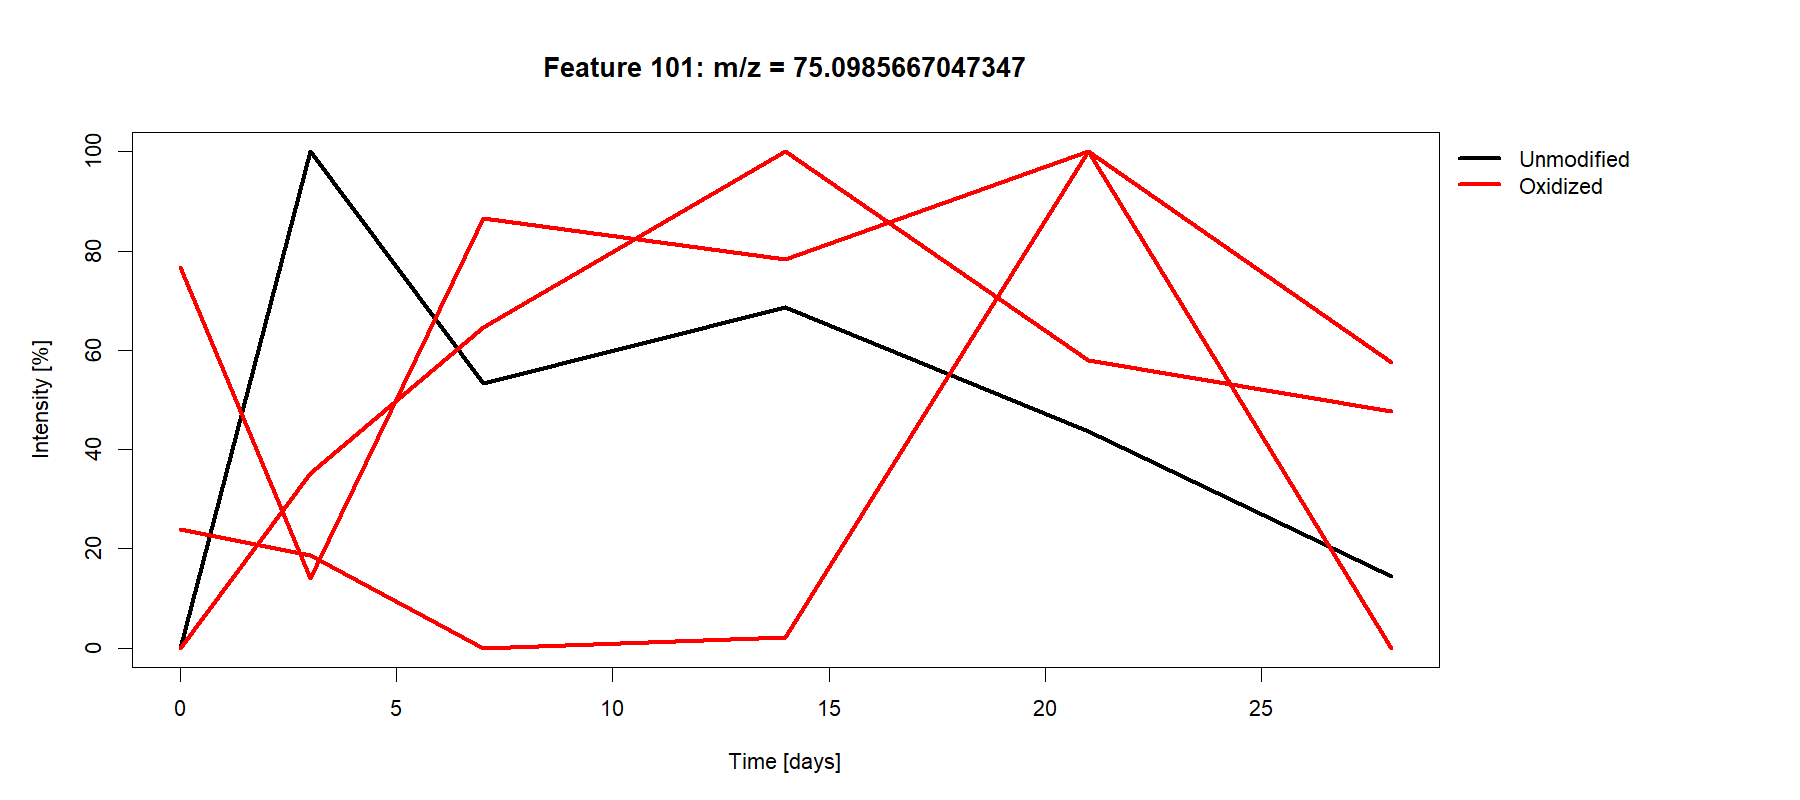 Feature 101: m/z = 75.0985667047347
Unmodified
Oxidized
Intensity [%]
100
80
60
40
20
0
0 5 10 15 20 25
Time [days]